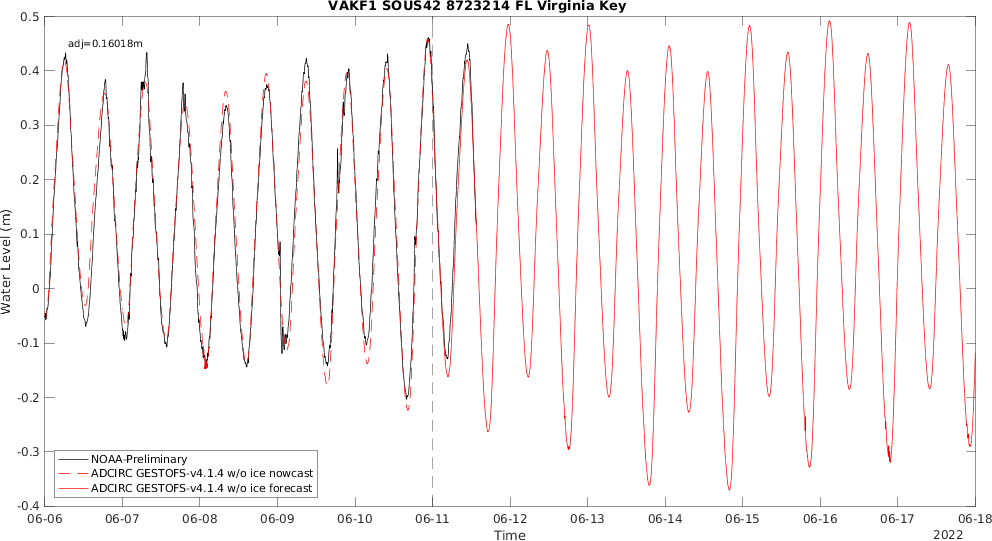 VAKF1 SOUS42 8723214 FL Virginia Key
adj=0.16018m
0.5
0.4
0.3
0.2
0.1
0
-0.1
-0.2
-0.3
-0.4
Water Level (m)
NOAA-Preliminary
ADCIRC GESTOFS-v4.1.4 w/o ice nowcast
ADCIRC GESTOFS-v4.1.4 w/o ice forecast
06-06 06-07 06-08 06-09 06-10 06-11 06-12 06-13 06-14 06-15 06-16 06-17 06-18
Time
2022